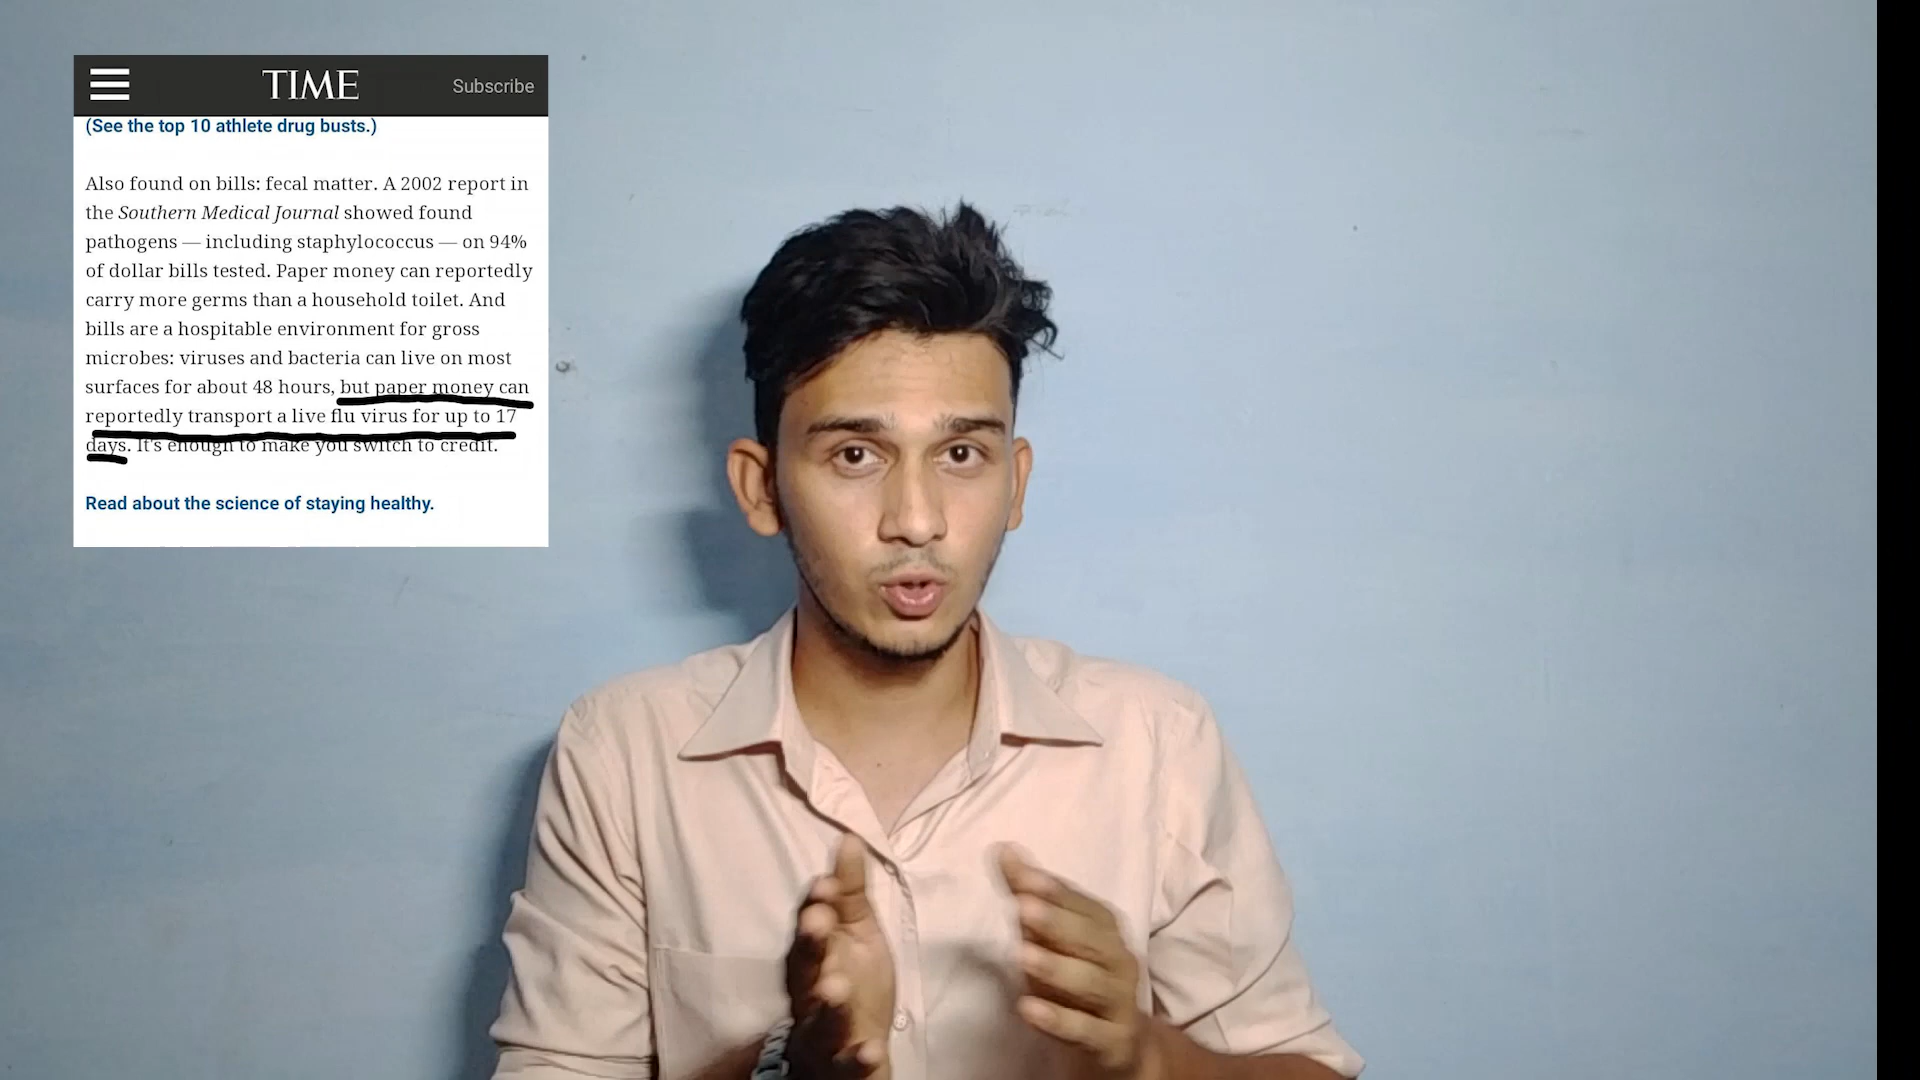 TIME
Subscribe
(See the top 10 athlete drug busts.)
Also found on bills: fecal matter. A 2002 report in
the Southern Medical Journal showed found
pathogens — including staphylococcus — on 94%
of dollar bills tested. Paper money can reportedly
carry more germs than a household toilet. And
bills are a hospitable environment for gross
microbes: viruses and bacteria can live on most
surfaces for about 48 hours, but paper money can
reportedly transport a live flu virus for up to 17
days. It's enough to make you switch to credit.
Read about the science of staying healthy.